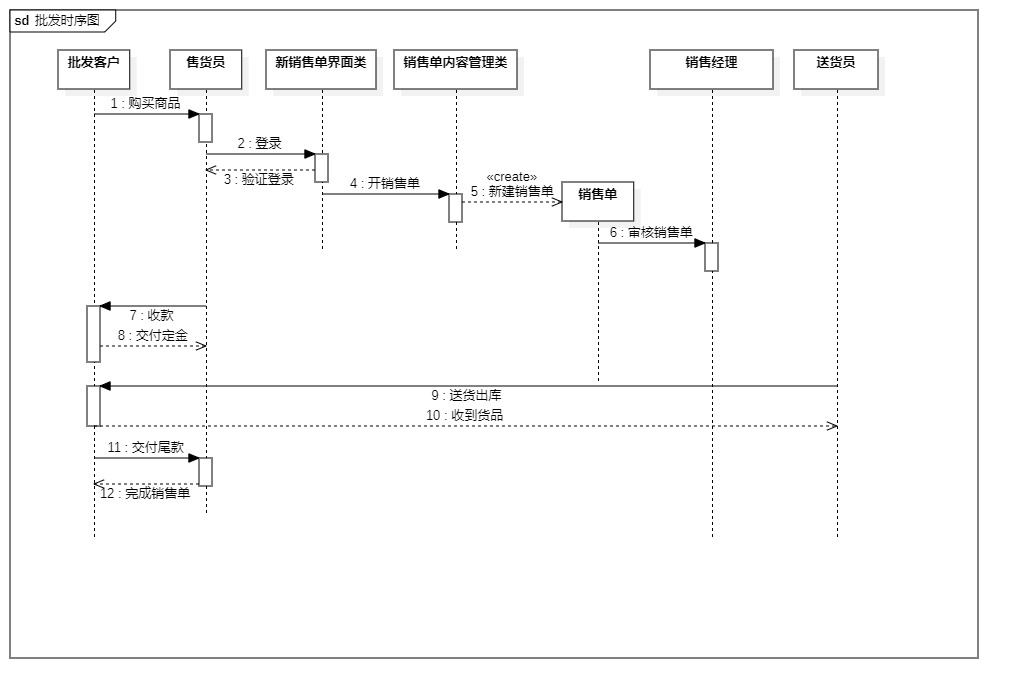 sd 批发时序图
批发客户
售货员
新销售单界面类
销售单内容管理类
销售经理
送货员
1 : 购买商品
2 : 登录
3 : 验证登录
4 : 开销售单
«create»
5 : 新建销售单
销售单
6 : 审核销售单
7 : 收款
8 : 交付定金
9 : 送货出库
10 : 收到货品
11 : 交付尾款
12 : 完成销售单